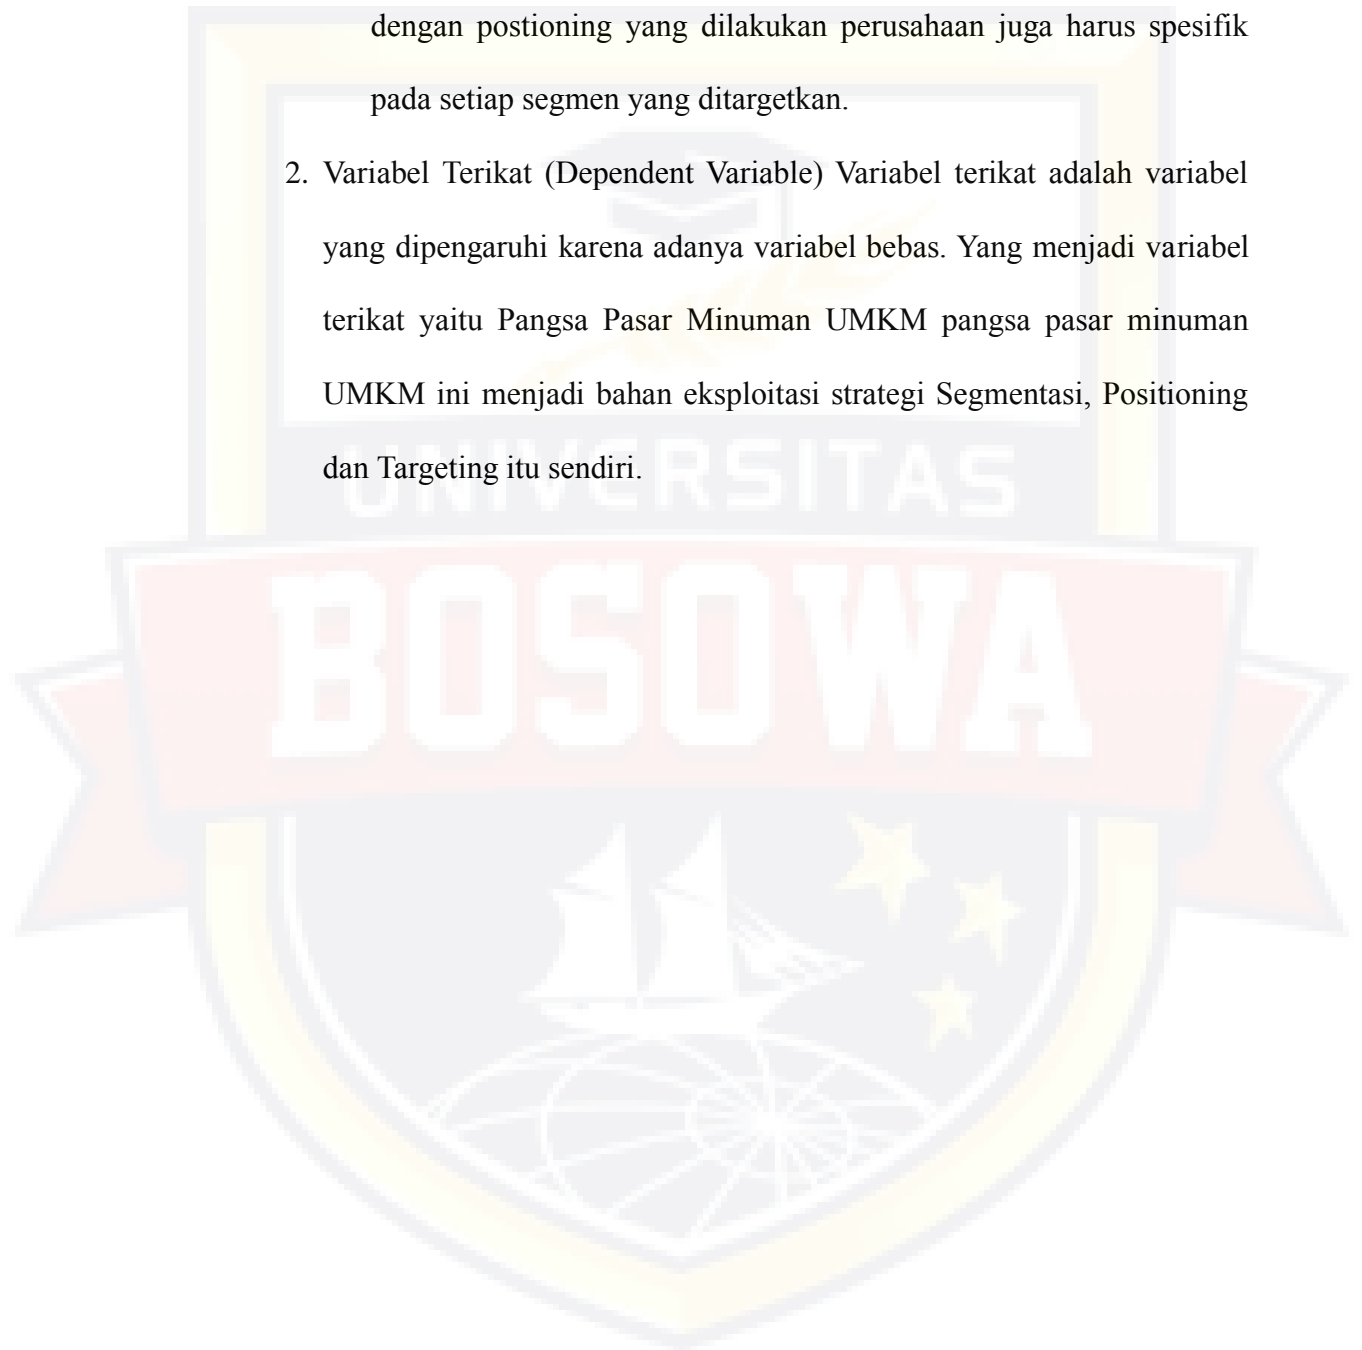 dengan postioning yang dilakukan perusahaan juga harus spesifik
pada setiap segmen yang ditargetkan.
2. Variabel Terikat (Dependent Variable) Variabel terikat adalah variabel
yang dipengaruhi karena adanya variabel bebas. Yang menjadi variabel
terikat yaitu Pangsa Pasar Minuman UMKM pangsa pasar minuman
UMKM ini menjadi bahan eksploitasi strategi Segmentasi, Positioning
dan Targeting itu sendiri.
UNIVERSITAS
BOSOWA